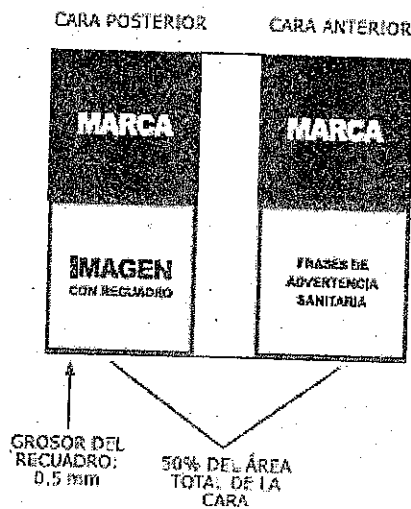 CARA POSTERIOR
CARA ANTERIOR
MARCA
MARCA
IMAGEN
CON RECUADRO
FRASES DE
ADVERTENCIA
SANITARIA
GROSOR DEL
RECUADRO:
0,5 mm
50% DEL ÁREA
TOTAL DE LA
CARA